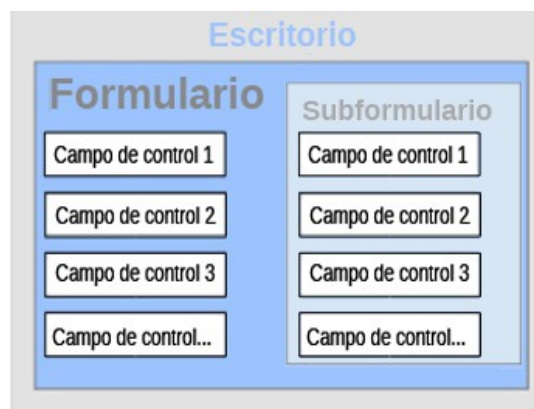 Escritorio
Formulario
Campo de control 1
Campo de control 2
Campo de control 3
Campo de control...
Subformulario
Campo de control 1
Campo de control 2
Campo de control 3
Campo de control...